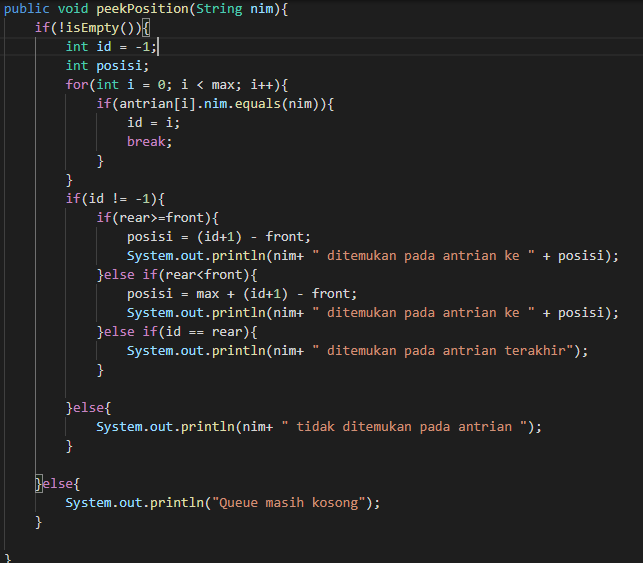 public void peekPosition(String nim){
    if(!isEmpty()){
        int id = -1;
        int posisi;
        for(int i = 0; i < max; i++){
            if(antrian[i].nim.equals(nim)){
                id = i;
                break;
            }
        }
        if(id != -1){
            if(rear>=front){
                posisi = (id+1) - front;
                System.out.println(nim+ " ditemukan pada antrian ke " + posisi);
            }else if(rear<front){
                posisi = max + (id+1) - front;
                System.out.println(nim+ " ditemukan pada antrian ke " + posisi);
            }else if(id == rear){
                System.out.println(nim+ " ditemukan pada antrian terakhir");
            }
        }else{
            System.out.println(nim+ " tidak ditemukan pada antrian ");
        }
    }else{
        System.out.println("Queue masih kosong");
    }
}